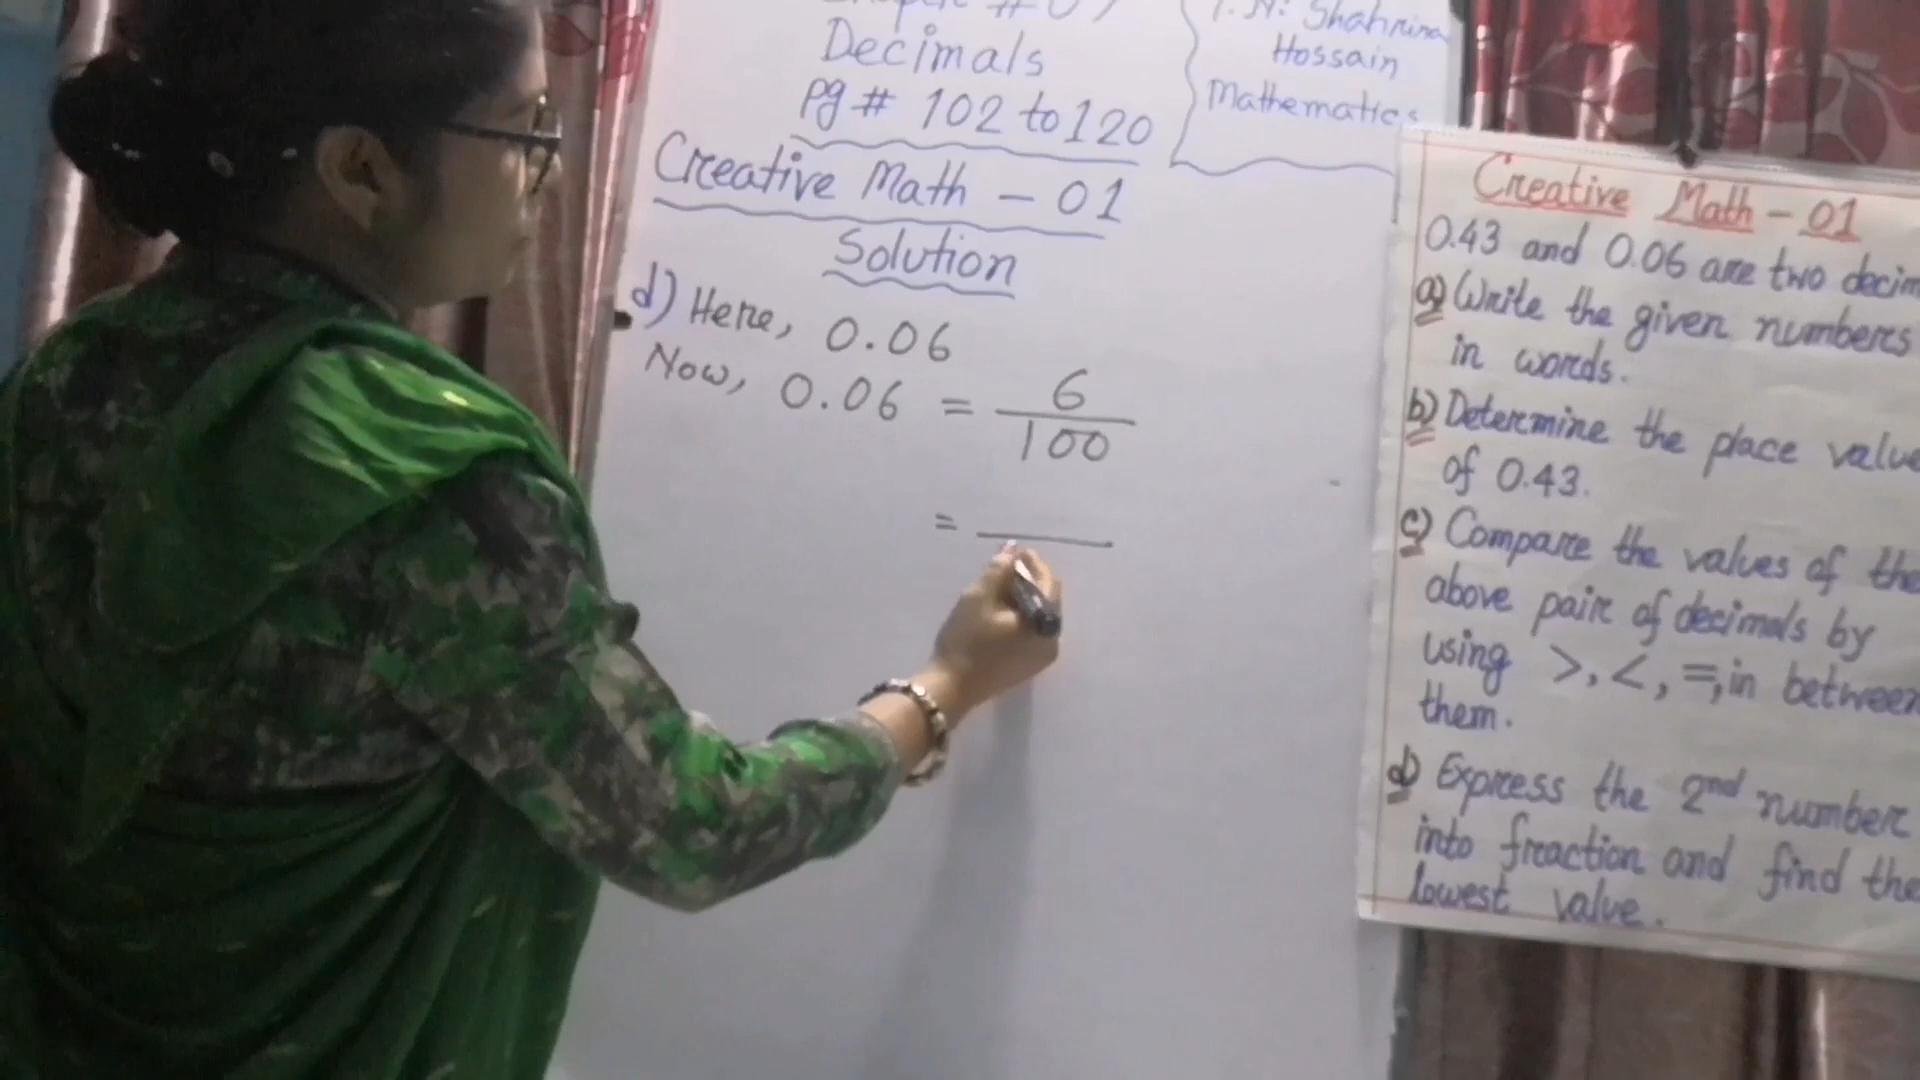 Decimals
Pg # 102 to 120
T.N: Shahrina
Hossain
Mathematics
Creative Math - 01
Solution
d) Here, 0.06
Now, 0.06 = 6/100
=
Creative Math - 01
0.43 and 0.06 are two decim
a) Write the given numbers
in words.
b) Determine the place value
of 0.43.
c) Compare the values of the
above pair of decimals by
using >, <, =, in between
them.
d) Express the 2nd number
into fraction and find the
lowest value.